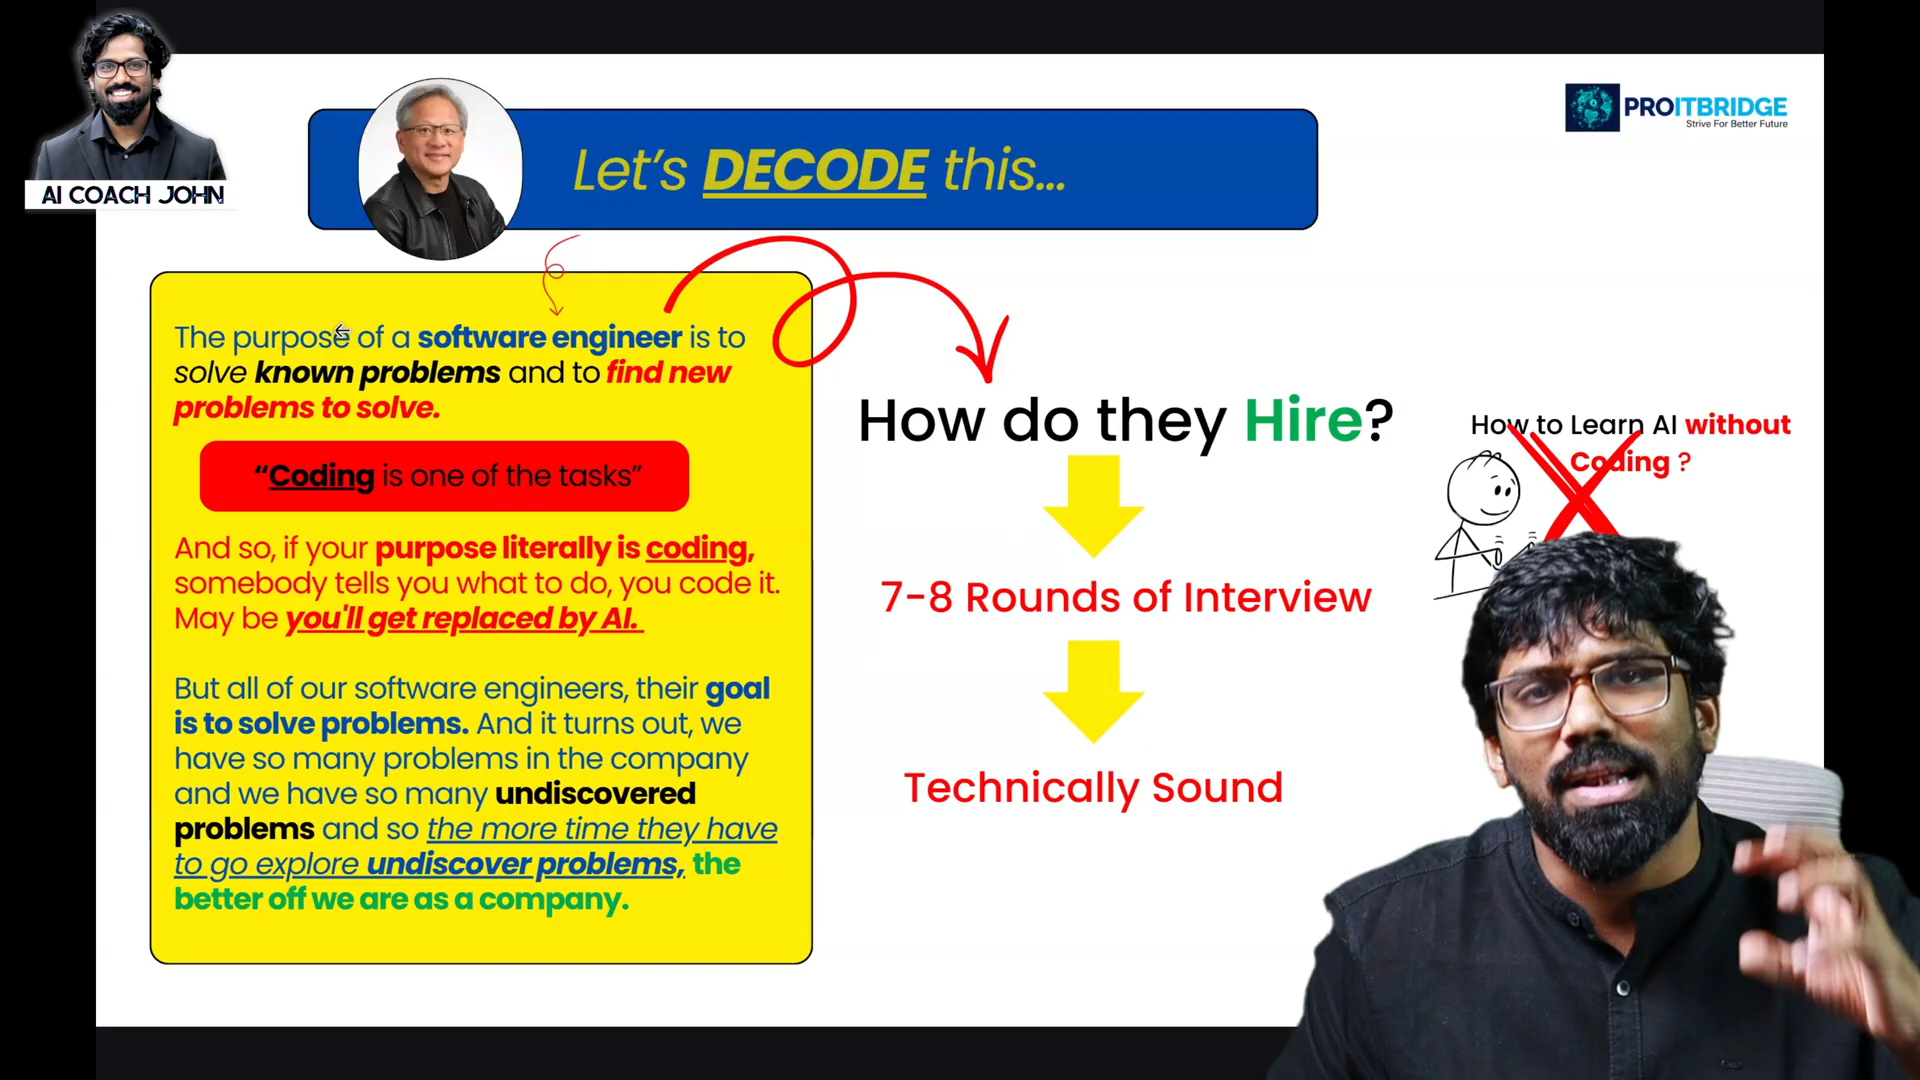 AI COACH JOHN
PROITBRIDGE
Strive For Better Future
Let's DECODE this...
The purpose of a software engineer is to
solve known problems and to find new
problems to solve.
"Coding is one of the tasks"
And so, if your purpose literally is coding,
somebody tells you what to do, you code it.
May be you'll get replaced by AI.
But all of our software engineers, their goal
is to solve problems. And it turns out, we
have so many problems in the company
and we have so many undiscovered
problems and so the more time they have
to go explore undiscover problems, the
better off we are as a company.
How do they Hire?
7-8 Rounds of Interview
Technically Sound
How to Learn AI without
Coding ?